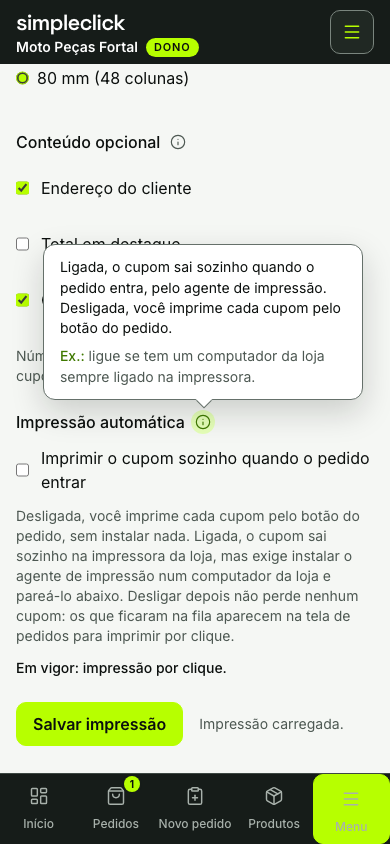 simpleclick
Moto Peças Fortal DONO
80 mm (48 colunas)
Conteúdo opcional
Endereço do cliente
Total em destaque
Ligada, o cupom sai sozinho quando o
pedido entra, pelo agente de impressão.
Desligada, você imprime cada cupom pelo
botão do pedido.
Ex.: ligue se tem um computador da loja
sempre ligado na impressora.
Impressão automática
Imprimir o cupom sozinho quando o pedido
entrar
Desligada, você imprime cada cupom pelo botão do
pedido, sem instalar nada. Ligada, o cupom sai
sozinho na impressora da loja, mas exige instalar o
agente de impressão num computador da loja e
pareá-lo abaixo. Desligar depois não perde nenhum
cupom: os que ficaram na fila aparecem na tela de
pedidos para imprimir por clique.
Em vigor: impressão por clique.
Salvar impressão Impressão carregada.
1
Início Pedidos Novo pedido Produtos Menu